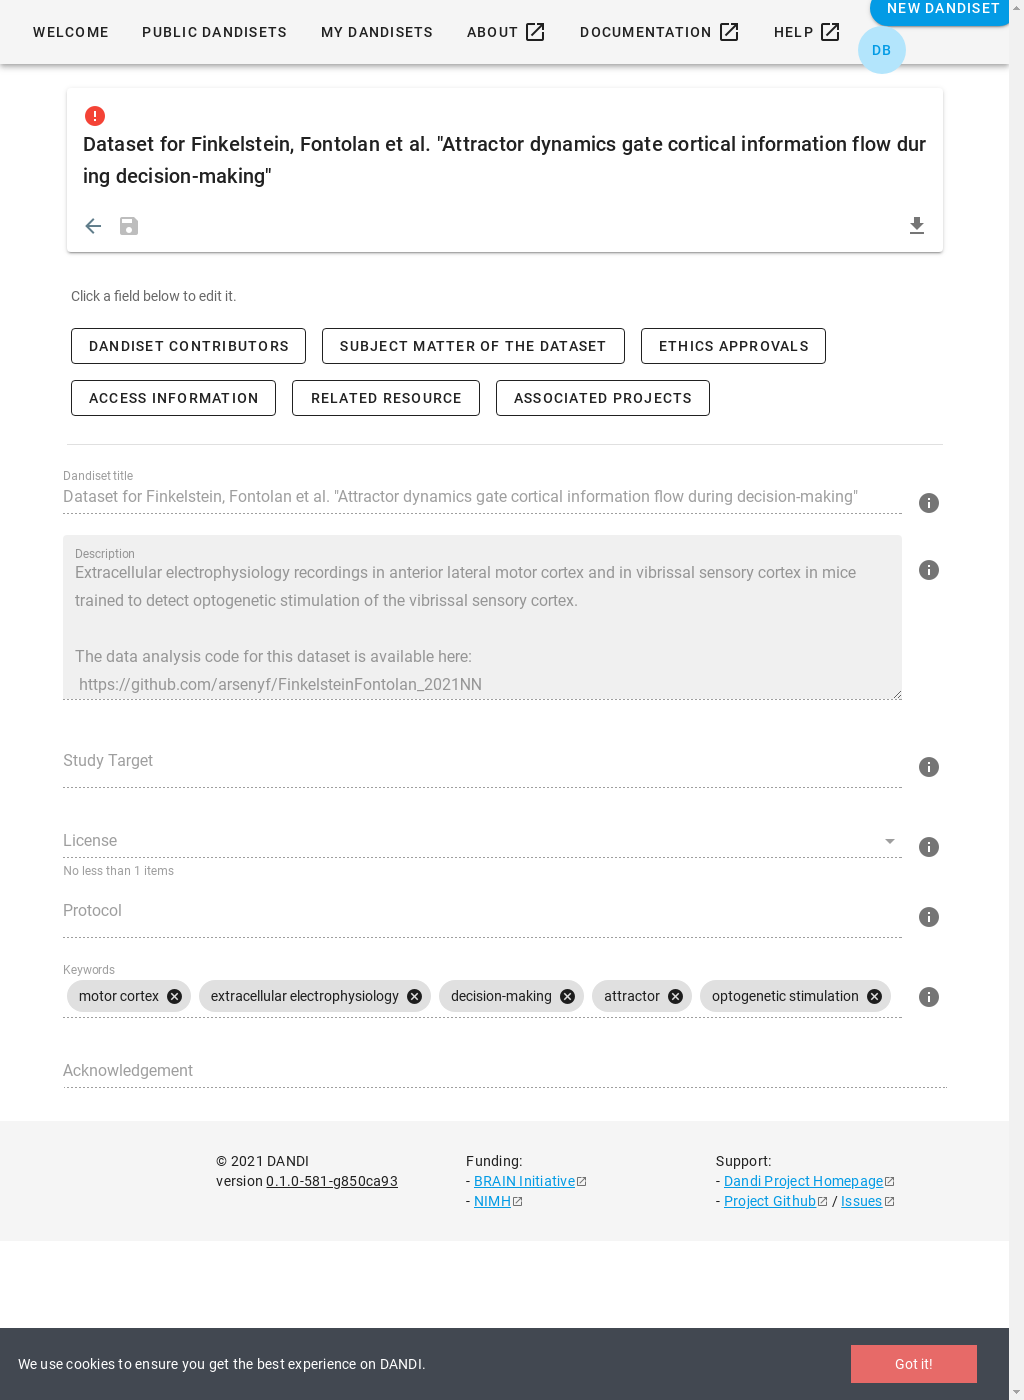 WELCOME
PUBLIC DANDISETS
MY DANDISETS
ABOUT
DOCUMENTATION
HELP
NEW DANDISET
DB
Dataset for Finkelstein, Fontolan et al. "Attractor dynamics gate cortical information flow dur
ing decision-making"
Click a field below to edit it.
DANDISET CONTRIBUTORS
SUBJECT MATTER OF THE DATASET
ETHICS APPROVALS
ACCESS INFORMATION
RELATED RESOURCE
ASSOCIATED PROJECTS
Dandiset title
Dataset for Finkelstein, Fontolan et al. "Attractor dynamics gate cortical information flow during decision-making"
Description
Extracellular electrophysiology recordings in anterior lateral motor cortex and in vibrissal sensory cortex in mice
trained to detect optogenetic stimulation of the vibrissal sensory cortex.
The data analysis code for this dataset is available here:
https://github.com/arsenyf/FinkelsteinFontolan_2021NN
Study Target
License
No less than 1 items
Protocol
Keywords
motor cortex
extracellular electrophysiology
decision-making
attractor
optogenetic stimulation
Acknowledgement
© 2021 DANDI
version 0.1.0-581-g850ca93
Funding:
- BRAIN Initiative
- NIMH
Support:
- Dandi Project Homepage
- Project Github / Issues
We use cookies to ensure you get the best experience on DANDI.
Got it!